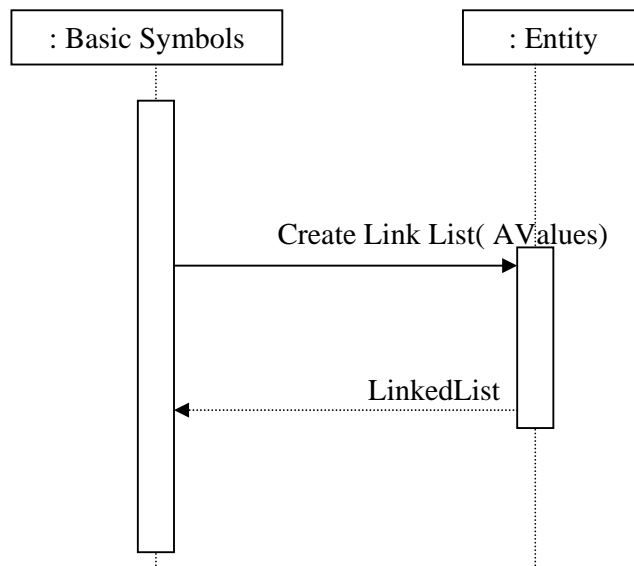 : Basic Symbols
: Entity
Create Link List( AValues)
LinkedList